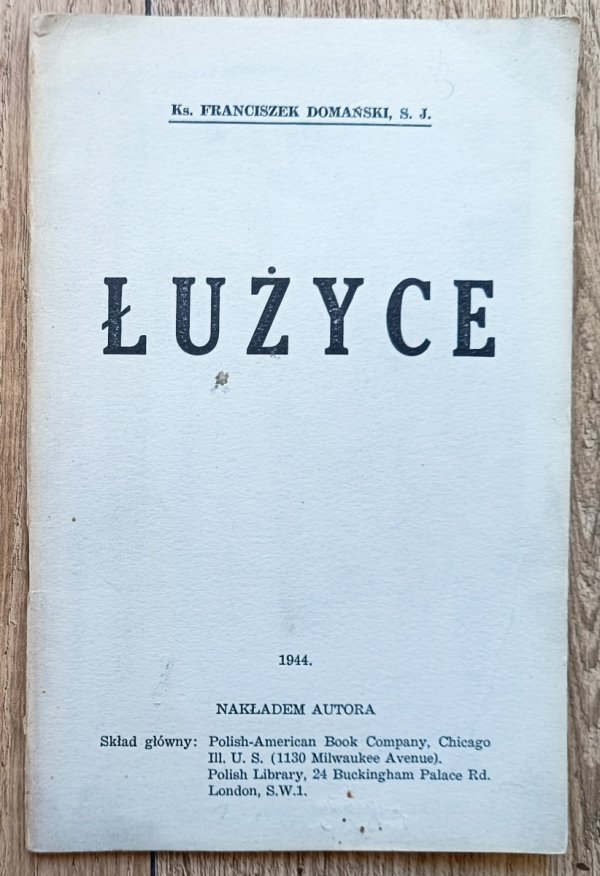 Ks. FRANCISZEK DOMAŃSKI, S. J.
ŁUŻYCE
1944.
NAKŁADEM AUTORA
Skład główny: Polish-American Book Company, Chicago
Ill. U. S. (1130 Milwaukee Avenue).
Polish Library, 24 Buckingham Palace Rd.
London, S.W.1.